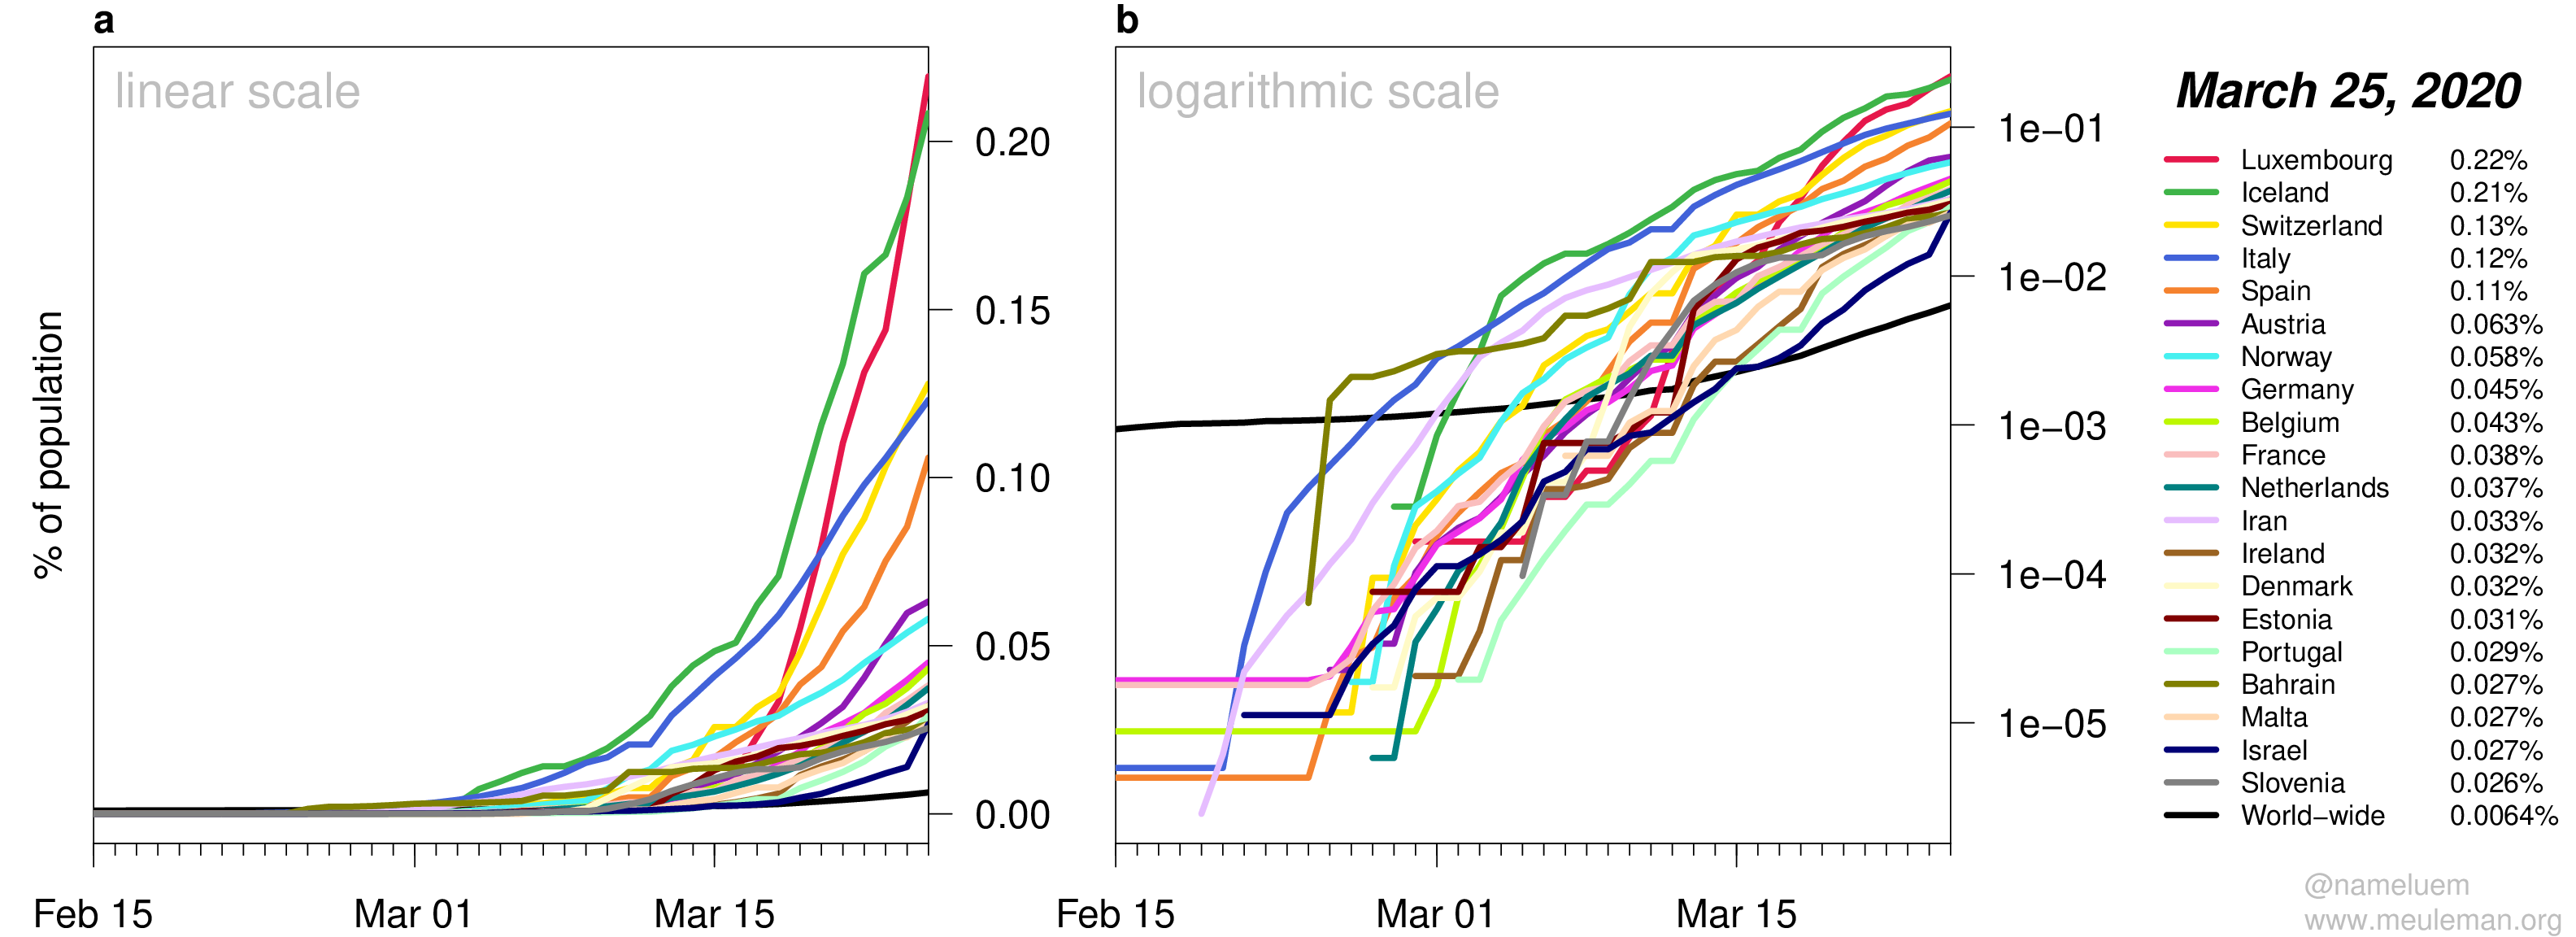 a
linear scale
% of population
0.20
0.15
0.10
0.05
0.00
Feb 15
Mar 01
Mar 15
b
logarithmic scale
1e−01
1e−02
1e−03
1e−04
1e−05
Feb 15
Mar 01
Mar 15
March 25, 2020
Luxembourg 0.22%
Iceland 0.21%
Switzerland 0.13%
Italy 0.12%
Spain 0.11%
Austria 0.063%
Norway 0.058%
Germany 0.045%
Belgium 0.043%
France 0.038%
Netherlands 0.037%
Iran 0.033%
Ireland 0.032%
Denmark 0.032%
Estonia 0.031%
Portugal 0.029%
Bahrain 0.027%
Malta 0.027%
Israel 0.027%
Slovenia 0.026%
World−wide 0.0064%
@nameluem
www.meuleman.org